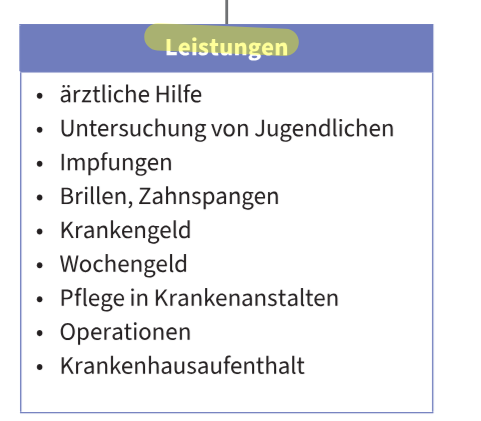 Leistungen
• ärztliche Hilfe
• Untersuchung von Jugendlichen
• Impfungen
• Brillen, Zahnspangen
• Krankengeld
• Wochengeld
• Pflege in Krankenanstalten
• Operationen
• Krankenhausaufenthalt